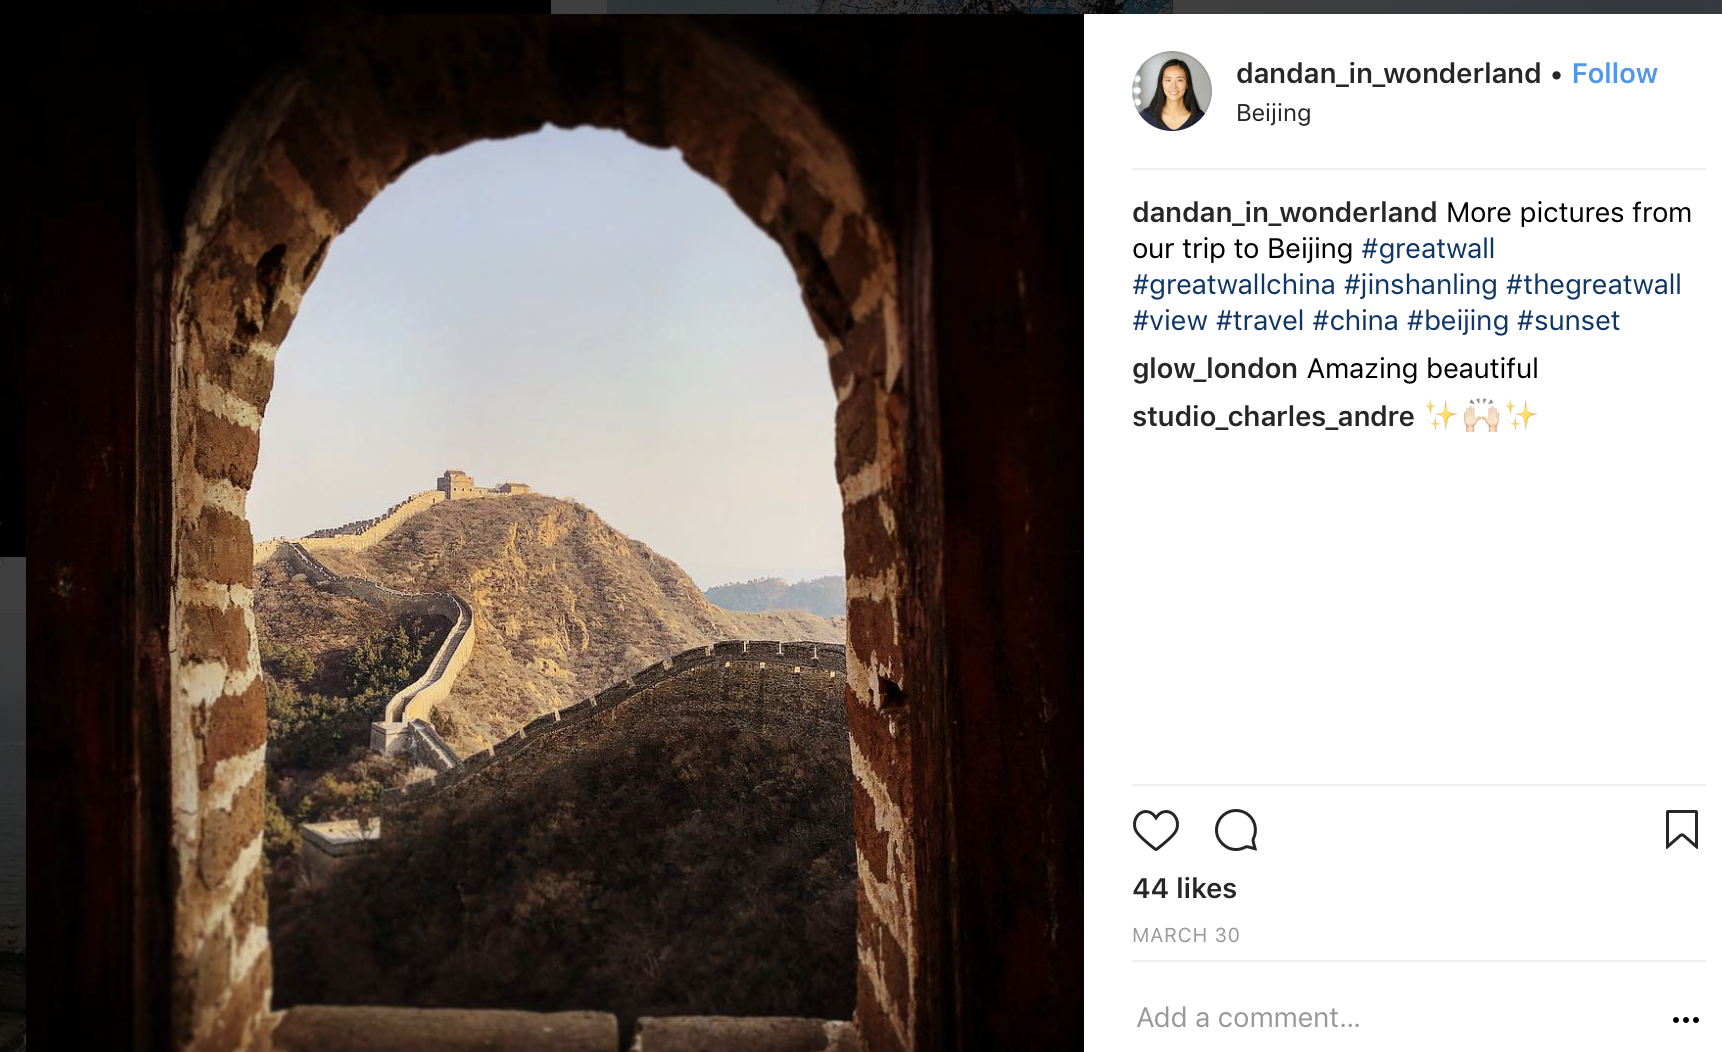 dandan_in_wonderland • Follow
Beijing
dandan_in_wonderland More pictures from
our trip to Beijing #greatwall
#greatwallchina #jinshanling #thegreatwall
#view #travel #china #beijing #sunset
glow_london Amazing beautiful
studio_charles_andre ✨🙌🏻✨
44 likes
MARCH 30
Add a comment...